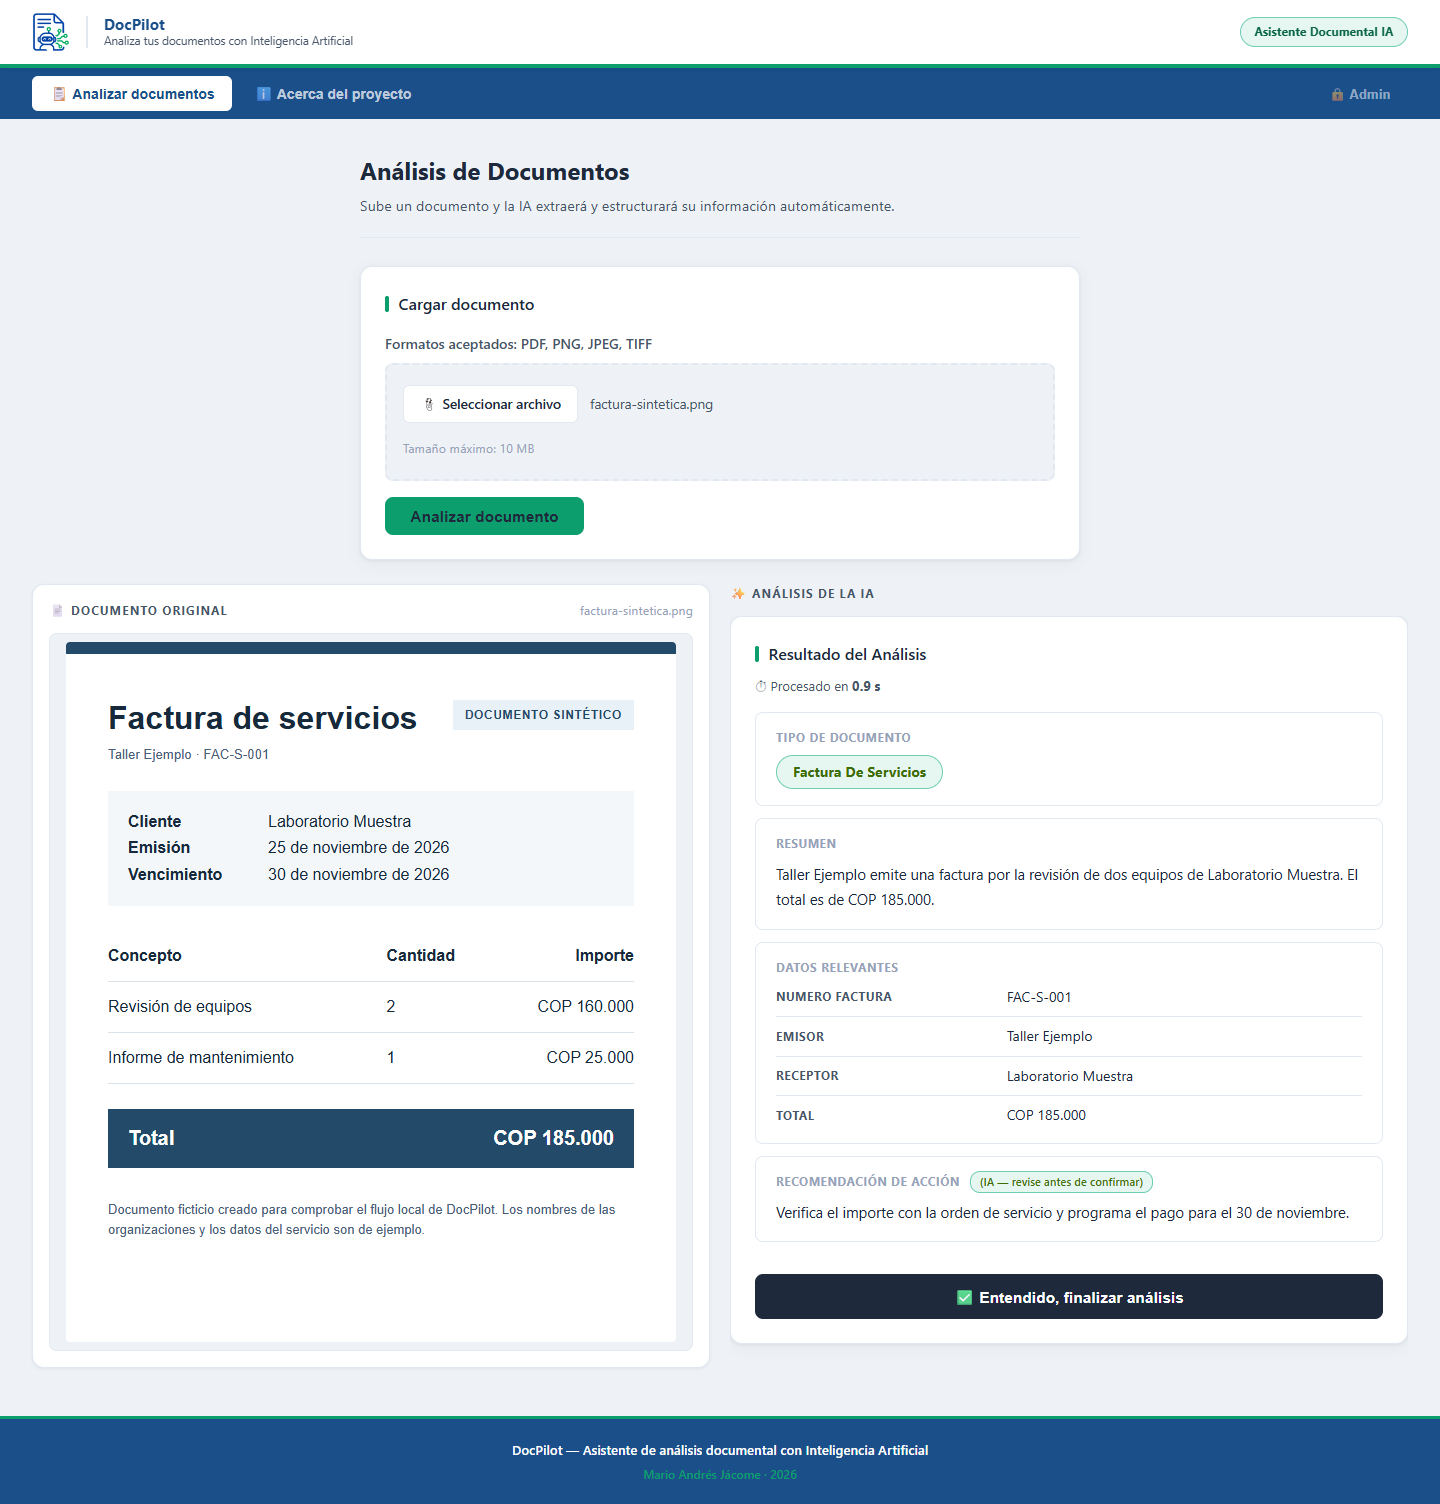 DocPilot
Analiza tus documentos con Inteligencia Artificial
Asistente Documental IA
Analizar documentos
Acerca del proyecto
Admin
Análisis de Documentos
Sube un documento y la IA extraerá y estructurará su información automáticamente.
Cargar documento
Formatos aceptados: PDF, PNG, JPEG, TIFF
Seleccionar archivo factura-sintetica.png
Tamaño máximo: 10 MB
Analizar documento
DOCUMENTO ORIGINAL factura-sintetica.png
Factura de servicios
DOCUMENTO SINTÉTICO
Taller Ejemplo · FAC-S-001
Cliente Laboratorio Muestra
Emisión 25 de noviembre de 2026
Vencimiento 30 de noviembre de 2026
Concepto Cantidad Importe
Revisión de equipos 2 COP 160.000
Informe de mantenimiento 1 COP 25.000
Total COP 185.000
Documento ficticio creado para comprobar el flujo local de DocPilot. Los nombres de las
organizaciones y los datos del servicio son de ejemplo.
ANÁLISIS DE LA IA
Resultado del Análisis
Procesado en 0.9 s
TIPO DE DOCUMENTO
Factura De Servicios
RESUMEN
Taller Ejemplo emite una factura por la revisión de dos equipos de Laboratorio Muestra. El
total es de COP 185.000.
DATOS RELEVANTES
NUMERO FACTURA FAC-S-001
EMISOR Taller Ejemplo
RECEPTOR Laboratorio Muestra
TOTAL COP 185.000
RECOMENDACIÓN DE ACCIÓN (IA — revise antes de confirmar)
Verifica el importe con la orden de servicio y programa el pago para el 30 de noviembre.
Entendido, finalizar análisis
DocPilot — Asistente de análisis documental con Inteligencia Artificial
Mario Andrés Jácome · 2026